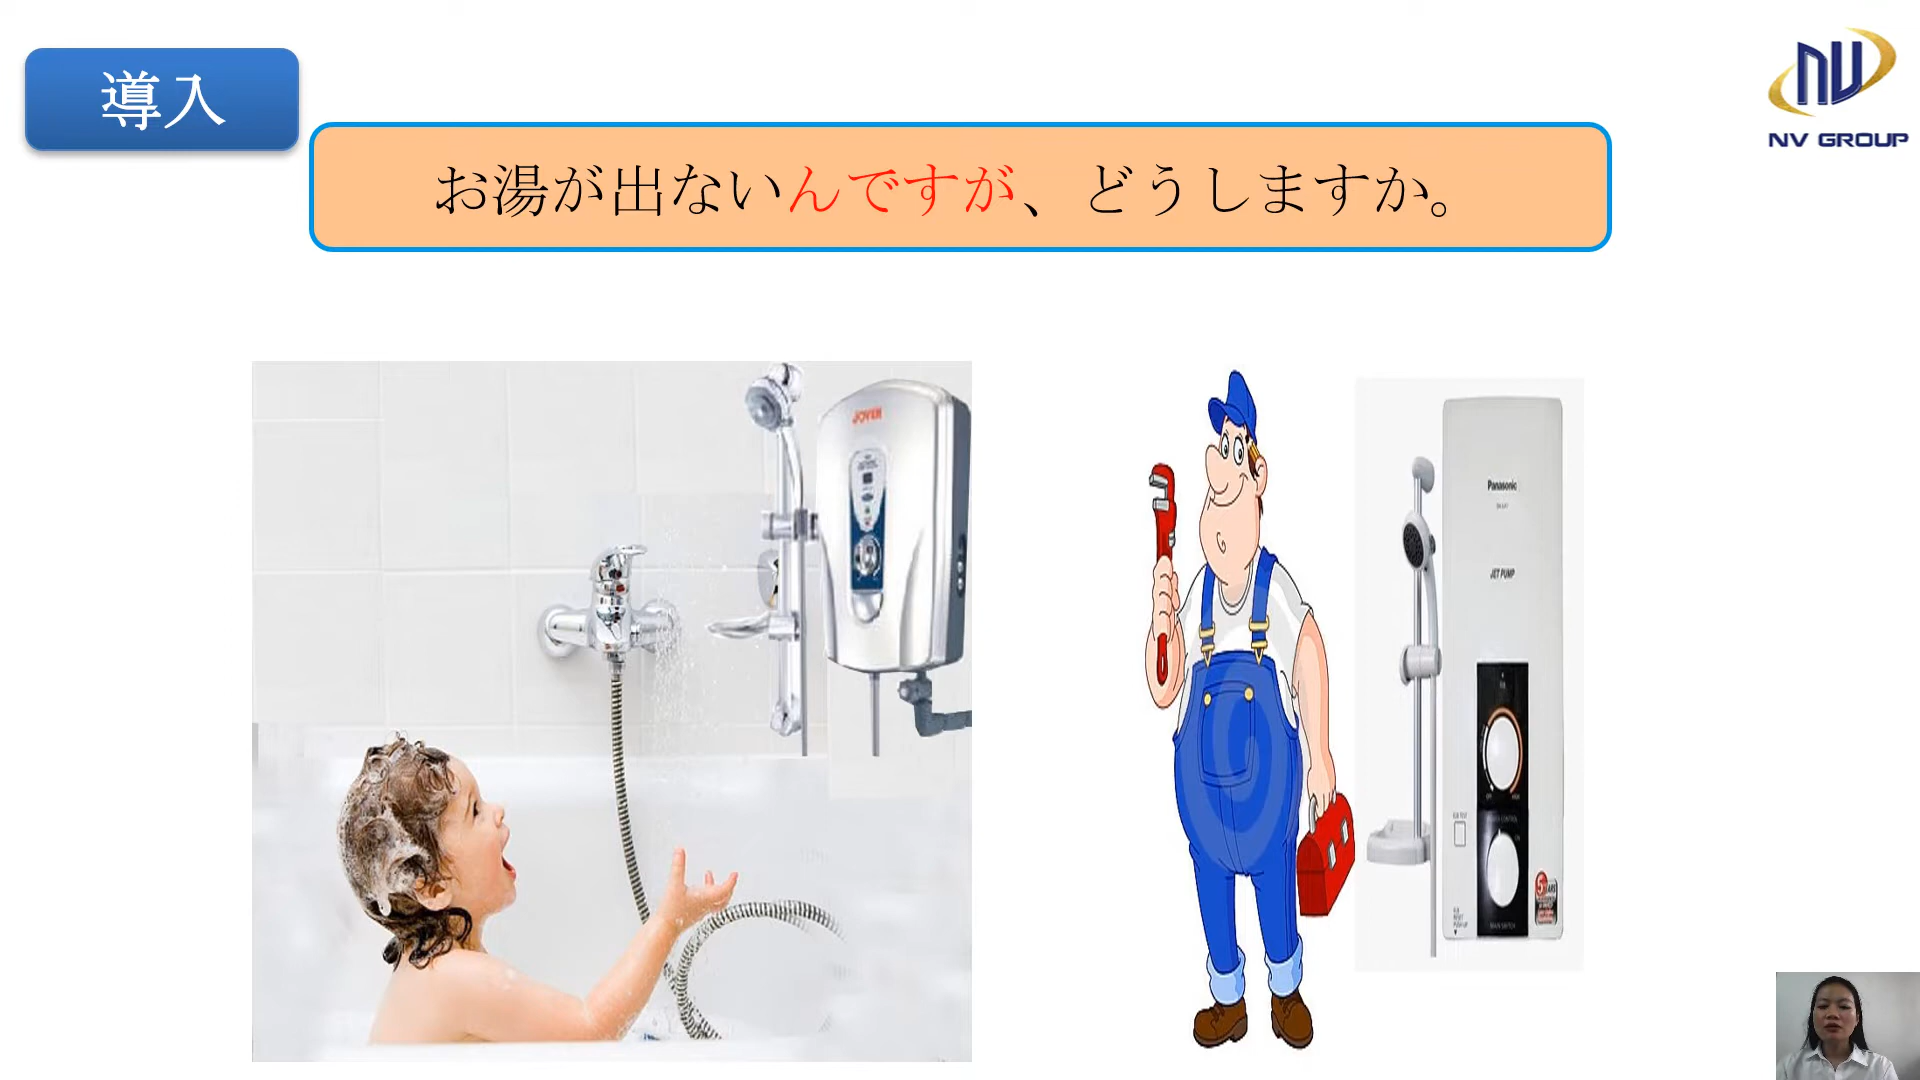 導入
NV GROUP
お湯が出ないんですが、どうしますか。
JOVEN
Panasonic
JET PUMP